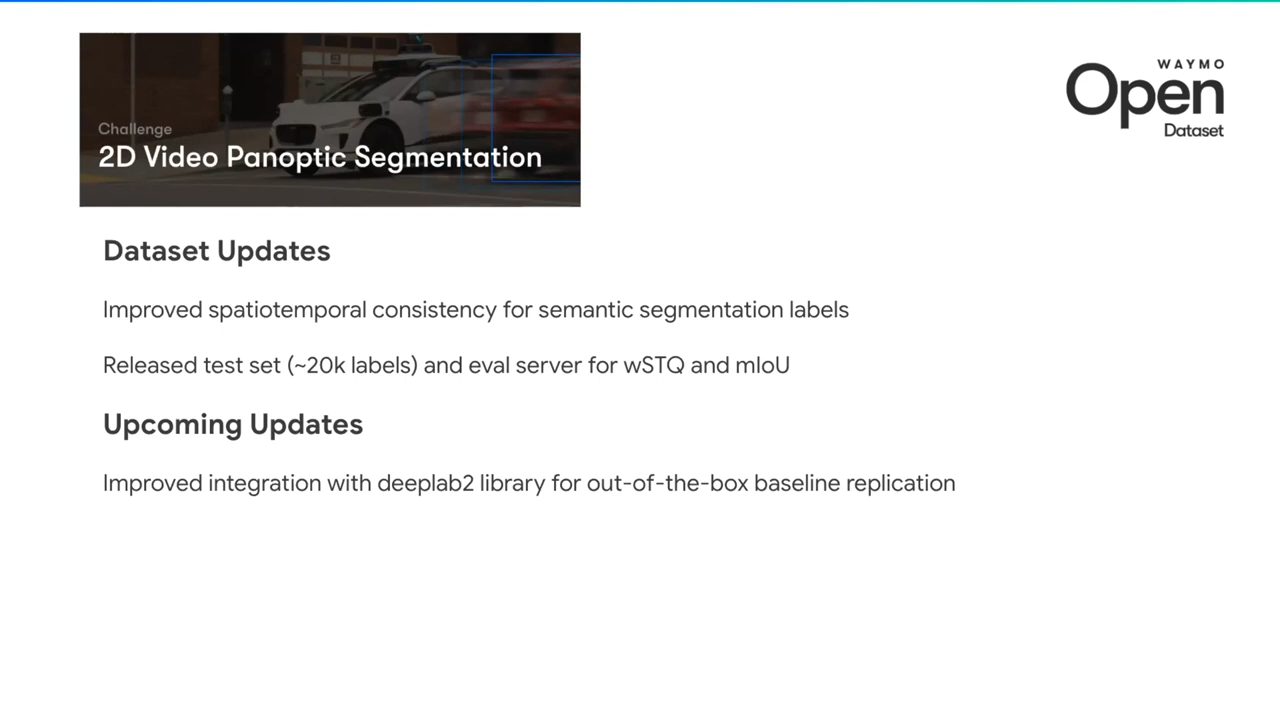 WAYMO
Open
Dataset
Challenge
2D Video Panoptic Segmentation
Dataset Updates
Improved spatiotemporal consistency for semantic segmentation labels
Released test set (~20k labels) and eval server for wSTQ and mIoU
Upcoming Updates
Improved integration with deeplab2 library for out-of-the-box baseline replication